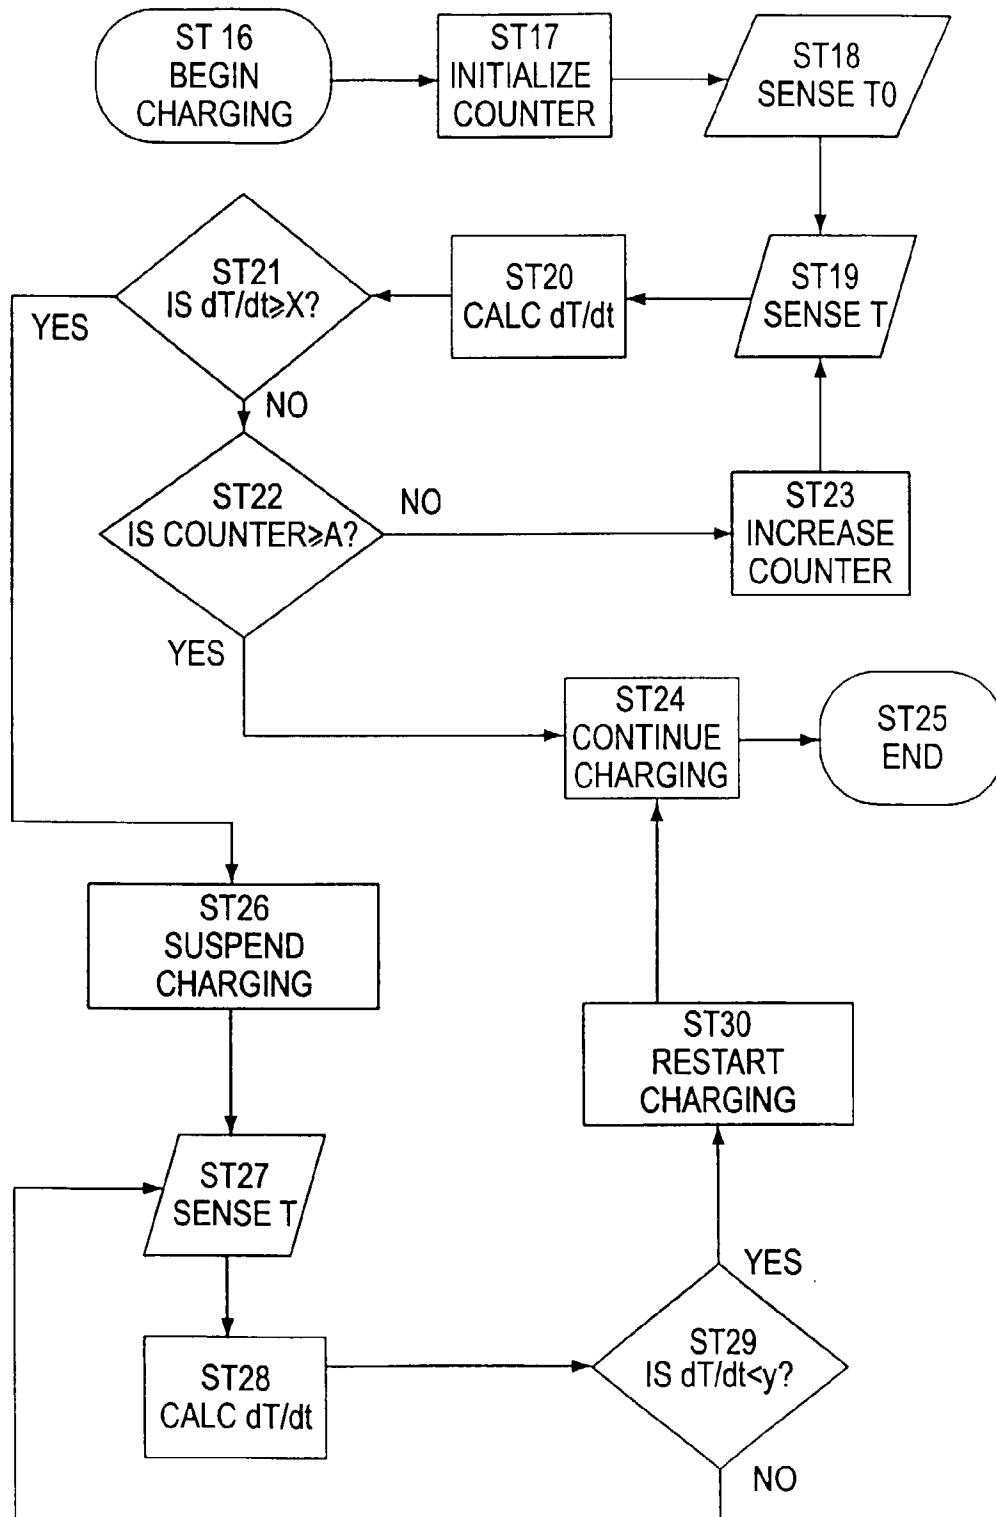 ST 16
BEGIN
CHARGING
ST17
INITIALIZE
COUNTER
ST18
SENSE T0
ST19
SENSE T
ST20
CALC dT/dt
ST21
IS dT/dt⩾X?
YES
NO
ST22
IS COUNTER⩾A?
NO
ST23
INCREASE
COUNTER
YES
ST24
CONTINUE
CHARGING
ST25
END
ST26
SUSPEND
CHARGING
ST27
SENSE T
ST28
CALC dT/dt
ST29
IS dT/dt<y?
YES
NO
ST30
RESTART
CHARGING